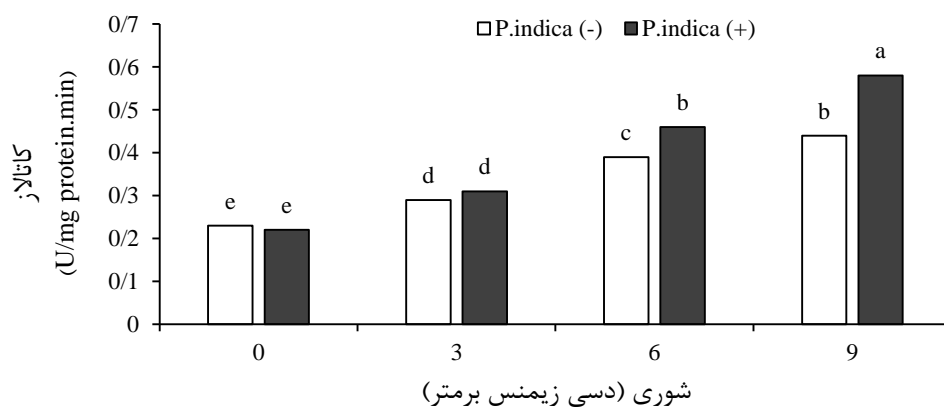 P.indica (-) P.indica (+)
0/7
0/6
0/5
0/4
0/3
0/2
0/1
0
کاتالاز
(U/mg protein.min)
e e d d c b b a
0 3 6 9
شوری (دسی زیمنس برمتر)